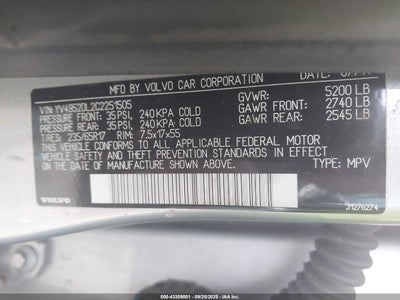 MFD BY VOLVO CAR CORPORATION
VIN: YV4952DL2C2251505
PRESSURE FRONT: 35PSI, 240KPA COLD
PRESSURE REAR: 35PSI, 240KPA COLD
TIRES: 235/65R17 RIMS: 7.5x17x55
GVWR: 5200 LB
GAWR FRONT: 2740 LB
GAWR REAR: 2545 LB
THIS VEHICLE CONFORMS TO ALL APPLICABLE FEDERAL MOTOR
VEHICLE SAFETY AND THEFT PREVENTION STANDARDS IN EFFECT
ON THE DATE OF MANUFACTURE SHOWN ABOVE.
TYPE: MPV
VOLVO
31276274
000-43309001 - 09/25/2025 - IAA, Inc.